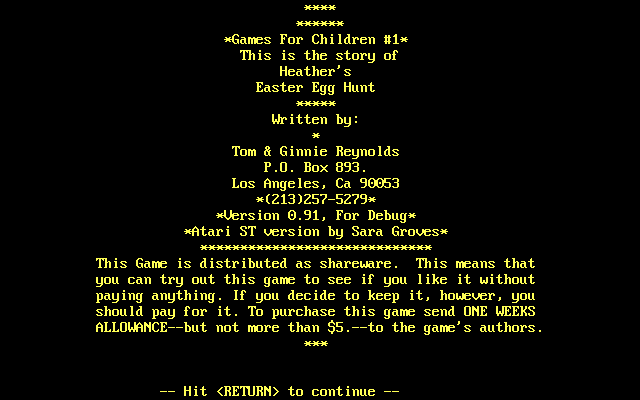 ****
******
*Games For Children #1*
This is the story of
Heather's
Easter Egg Hunt
*****
Written by:
*
Tom & Ginnie Reynolds
P.O. Box 893.
Los Angeles, Ca 90053
*(213)257-5279*
*Version 0.91, For Debug*
*Atari ST version by Sara Groves*
*****************************
This Game is distributed as shareware.  This means that
you can try out this game to see if you like it without
paying anything. If you decide to keep it, however, you
should pay for it. To purchase this game send ONE WEEKS
ALLOWANCE--but not more than $5.--to the game's authors.
***
-- Hit <RETURN> to continue --